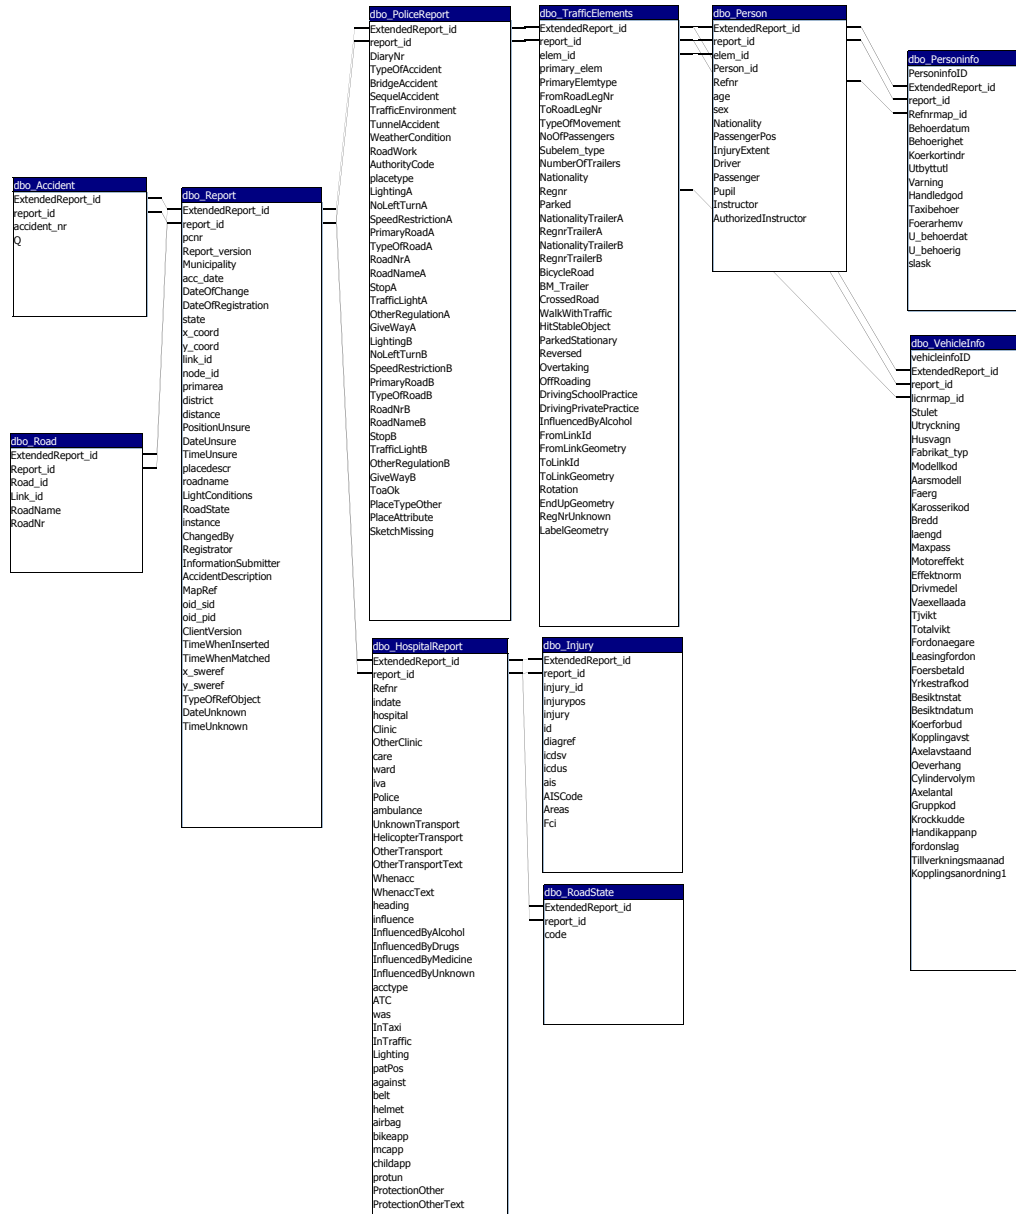 dbo_Accident
ExtendedReport_id
report_id
accident_nr
Q
dbo_Road
ExtendedReport_id
Report_id
Road_id
Link_id
RoadName
RoadNr
dbo_Report
ExtendedReport_id
report_id
pcnr
Report_version
Municipality
acc_date
DateOfChange
DateOfRegistration
state
x_coord
y_coord
link_id
node_id
primarea
district
distance
PositionUnsure
DateUnsure
TimeUnsure
placedescr
roadname
LightConditions
RoadState
instance
ChangedBy
Registrator
InformationSubmitter
AccidentDescription
MapRef
oid_sid
oid_pid
ClientVersion
TimeWhenInserted
TimeWhenMatched
x_sweref
y_sweref
TypeOfRefObject
DateUnknown
TimeUnknown
dbo_PoliceReport
ExtendedReport_id
report_id
DiaryNr
TypeOfAccident
BridgeAccident
SequelAccident
TrafficEnvironment
TunnelAccident
WeatherCondition
RoadWork
AuthorityCode
placetype
LightingA
NoLeftTurnA
SpeedRestrictionA
PrimaryRoadA
TypeOfRoadA
RoadNrA
RoadNameA
StopA
TrafficLightA
OtherRegulationA
GiveWayA
LightingB
NoLeftTurnB
SpeedRestrictionB
PrimaryRoadB
TypeOfRoadB
RoadNrB
RoadNameB
StopB
TrafficLightB
OtherRegulationB
GiveWayB
ToaOk
PlaceTypeOther
PlaceAttribute
SketchMissing
dbo_HospitalReport
ExtendedReport_id
report_id
Refnr
indate
hospital
Clinic
OtherClinic
care
ward
iva
Police
ambulance
UnknownTransport
HelicopterTransport
OtherTransport
OtherTransportText
Whenacc
WhenaccText
heading
influence
InfluencedByAlcohol
InfluencedByDrugs
InfluencedByMedicine
InfluencedByUnknown
acctype
ATC
was
InTaxi
InTraffic
Lighting
patPos
against
belt
helmet
airbag
bikeapp
mcapp
childapp
protun
ProtectionOther
ProtectionOtherText
dbo_TrafficElements
ExtendedReport_id
report_id
elem_id
primary_elem
PrimaryElemtype
FromRoadLegNr
ToRoadLegNr
TypeOfMovement
NoOfPassengers
Subelem_type
NumberOfTrailers
Nationality
Regnr
Parked
NationalityTrailerA
RegnrTrailerA
NationalityTrailerB
RegnrTrailerB
BicycleRoad
BM_Trailer
CrossedRoad
WalkWithTraffic
HitStableObject
ParkedStationary
Reversed
Overtaking
OffRoading
DrivingSchoolPractice
DrivingPrivatePractice
InfluencedByAlcohol
FromLinkId
FromLinkGeometry
ToLinkId
ToLinkGeometry
Rotation
EndUpGeometry
RegNrUnknown
LabelGeometry
dbo_Injury
ExtendedReport_id
report_id
injury_id
injurypos
injury
id
diagref
icdsv
icdus
ais
AISCode
Areas
Fci
dbo_RoadState
ExtendedReport_id
report_id
code
dbo_Person
ExtendedReport_id
report_id
elem_id
Person_id
Refnr
age
sex
Nationality
PassengerPos
InjuryExtent
Driver
Passenger
Pupil
Instructor
AuthorizedInstructor
dbo_Personinfo
PersoninfoID
ExtendedReport_id
report_id
Refnrmap_id
Behoerdatum
Behoerighet
Koerkortindr
Utbyttutl
Varning
Handledgod
Taxibehoer
Foerarhemv
U_behoerdat
U_behoerig
slask
dbo_VehicleInfo
vehicleinfoID
ExtendedReport_id
report_id
licnrmap_id
Stulet
Utryckning
Husvagn
Fabrikat_typ
Modellkod
Aarsmodell
Faerg
Karosserikod
Bredd
laengd
Maxpass
Motoreffekt
Effektnorm
Drivmedel
Vaexellaada
Tjvikt
Totalvikt
Fordonaegare
Leasingfordon
Foersbetald
Yrkestrafkod
Besiktnstat
Besiktndatum
Koerforbud
Kopplingavst
Axelavstaand
Oeverhang
Cylindervolym
Axelantal
Gruppkod
Krockkudde
Handikappanp
fordonslag
Tillverkningsmaanad
Kopplingsanordning1